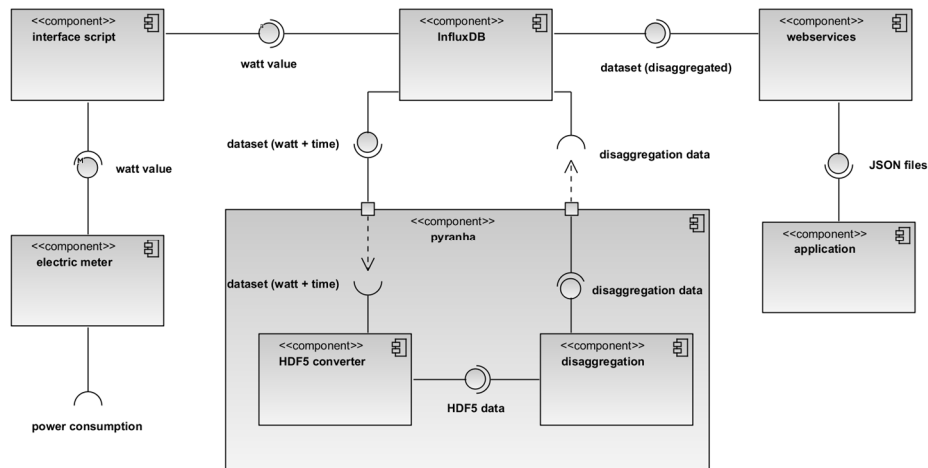 <<component>>
interface script
watt value
<<component>>
InfluxDB
dataset (disaggregated)
<<component>>
webservices
dataset (watt + time)
disaggregation data
M
watt value
JSON files
<<component>>
electric meter
<<component>>
pyranha
<<component>>
application
dataset (watt + time)
disaggregation data
<<component>>
HDF5 converter
<<component>>
disaggregation
HDF5 data
power consumption